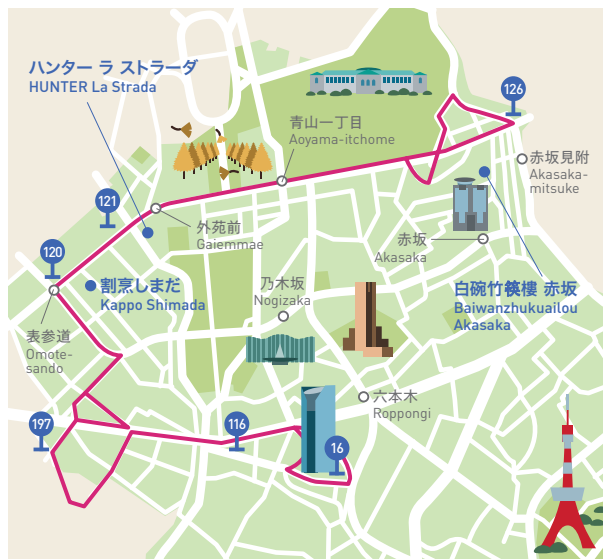 ハンター ラ ストラーダ
HUNTER La Strada
126
青山一丁目
Aoyama-itchome
赤坂見附
Akasaka-
mitsuke
121
外苑前
Gaiemmae
赤坂
Akasaka
120
割烹しまだ
Kappo Shimada
乃木坂
Nogizaka
白碗竹筷樓 赤坂
Baiwanzhukuailou
Akasaka
表参道
Omote-
sando
六本木
Roppongi
197
116
16